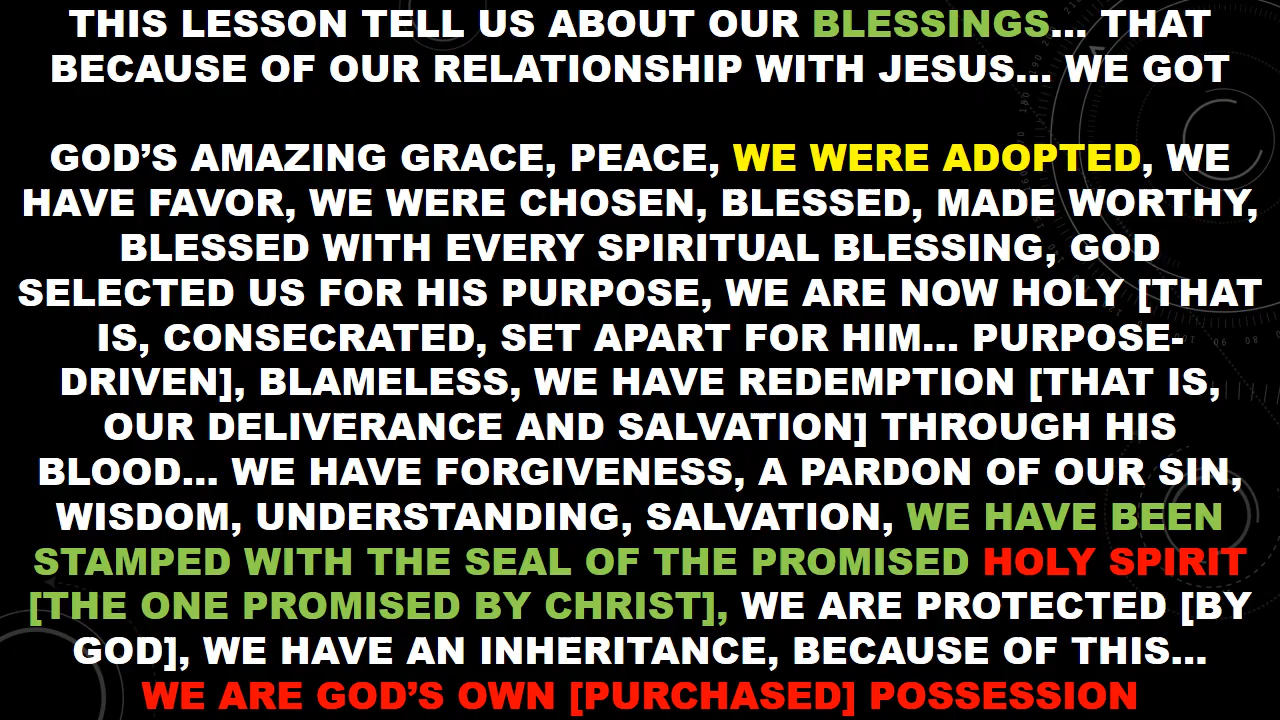 THIS LESSON TELL US ABOUT OUR BLESSINGS... THAT
BECAUSE OF OUR RELATIONSHIP WITH JESUS... WE GOT
GOD’S AMAZING GRACE, PEACE, WE WERE ADOPTED, WE
HAVE FAVOR, WE WERE CHOSEN, BLESSED, MADE WORTHY,
BLESSED WITH EVERY SPIRITUAL BLESSING, GOD
SELECTED US FOR HIS PURPOSE, WE ARE NOW HOLY [THAT
IS, CONSECRATED, SET APART FOR HIM... PURPOSE-
DRIVEN], BLAMELESS, WE HAVE REDEMPTION [THAT IS,
OUR DELIVERANCE AND SALVATION] THROUGH HIS
BLOOD... WE HAVE FORGIVENESS, A PARDON OF OUR SIN,
WISDOM, UNDERSTANDING, SALVATION, WE HAVE BEEN
STAMPED WITH THE SEAL OF THE PROMISED HOLY SPIRIT
[THE ONE PROMISED BY CHRIST], WE ARE PROTECTED [BY
GOD], WE HAVE AN INHERITANCE, BECAUSE OF THIS...
WE ARE GOD’S OWN [PURCHASED] POSSESSION